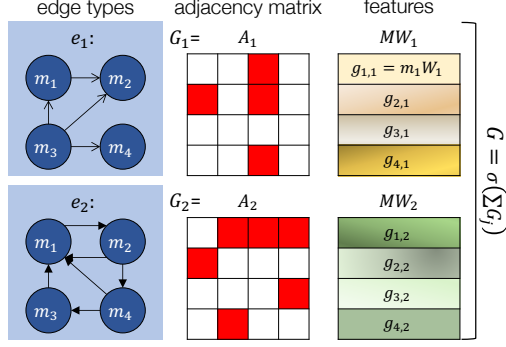 edge types adjacency matrix features
e₁: G₁= A₁ MW₁
m₁ m₂
m₃ m₄
g₁,₁ = m₁W₁
g₂,₁
g₃,₁
g₄,₁
e₂: G₂= A₂ MW₂
m₁ m₂
m₃ m₄
g₁,₂
g₂,₂
g₃,₂
g₄,₂
G = σ(ΣGⱼ)